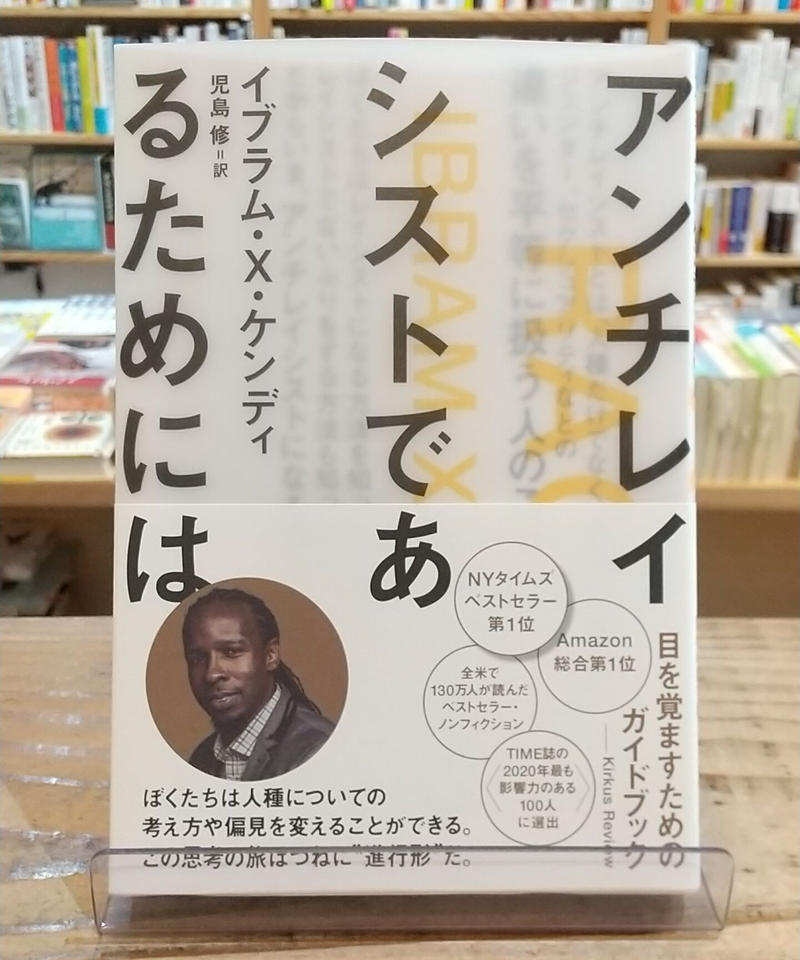 アンチレイ
シストであ
るためには
イブラム・X・ケンディ
児島 修=訳
IBRAM X
NYタイムズ
ベストセラー
第1位
Amazon
総合第1位
全米で
130万人が読んだ
ベストセラー・
ノンフィクション
TIME誌の
2020年最も
影響力のある
100人
に選出
目を覚ますための
ガイドブック
── Kirkus Review
ぼくたちは人種についての
考え方や偏見を変えることができる。
この思考の旅はつねに“進行形”だ。